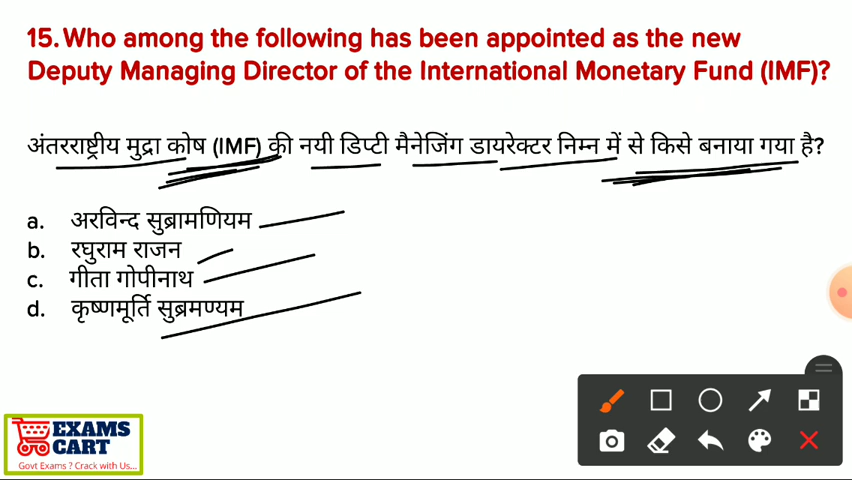 15. Who among the following has been appointed as the new
Deputy Managing Director of the International Monetary Fund (IMF)?
अंतरराष्ट्रीय मुद्रा कोष (IMF) की नयी डिप्टी मैनेजिंग डायरेक्टर निम्न में से किसे बनाया गया है?
a. अरविन्द सुब्रामणियम
b. रघुराम राजन
c. गीता गोपीनाथ
d. कृष्णमूर्ति सुब्रमण्यम
EXAMS
CART
Govt Exams ? Crack with Us...